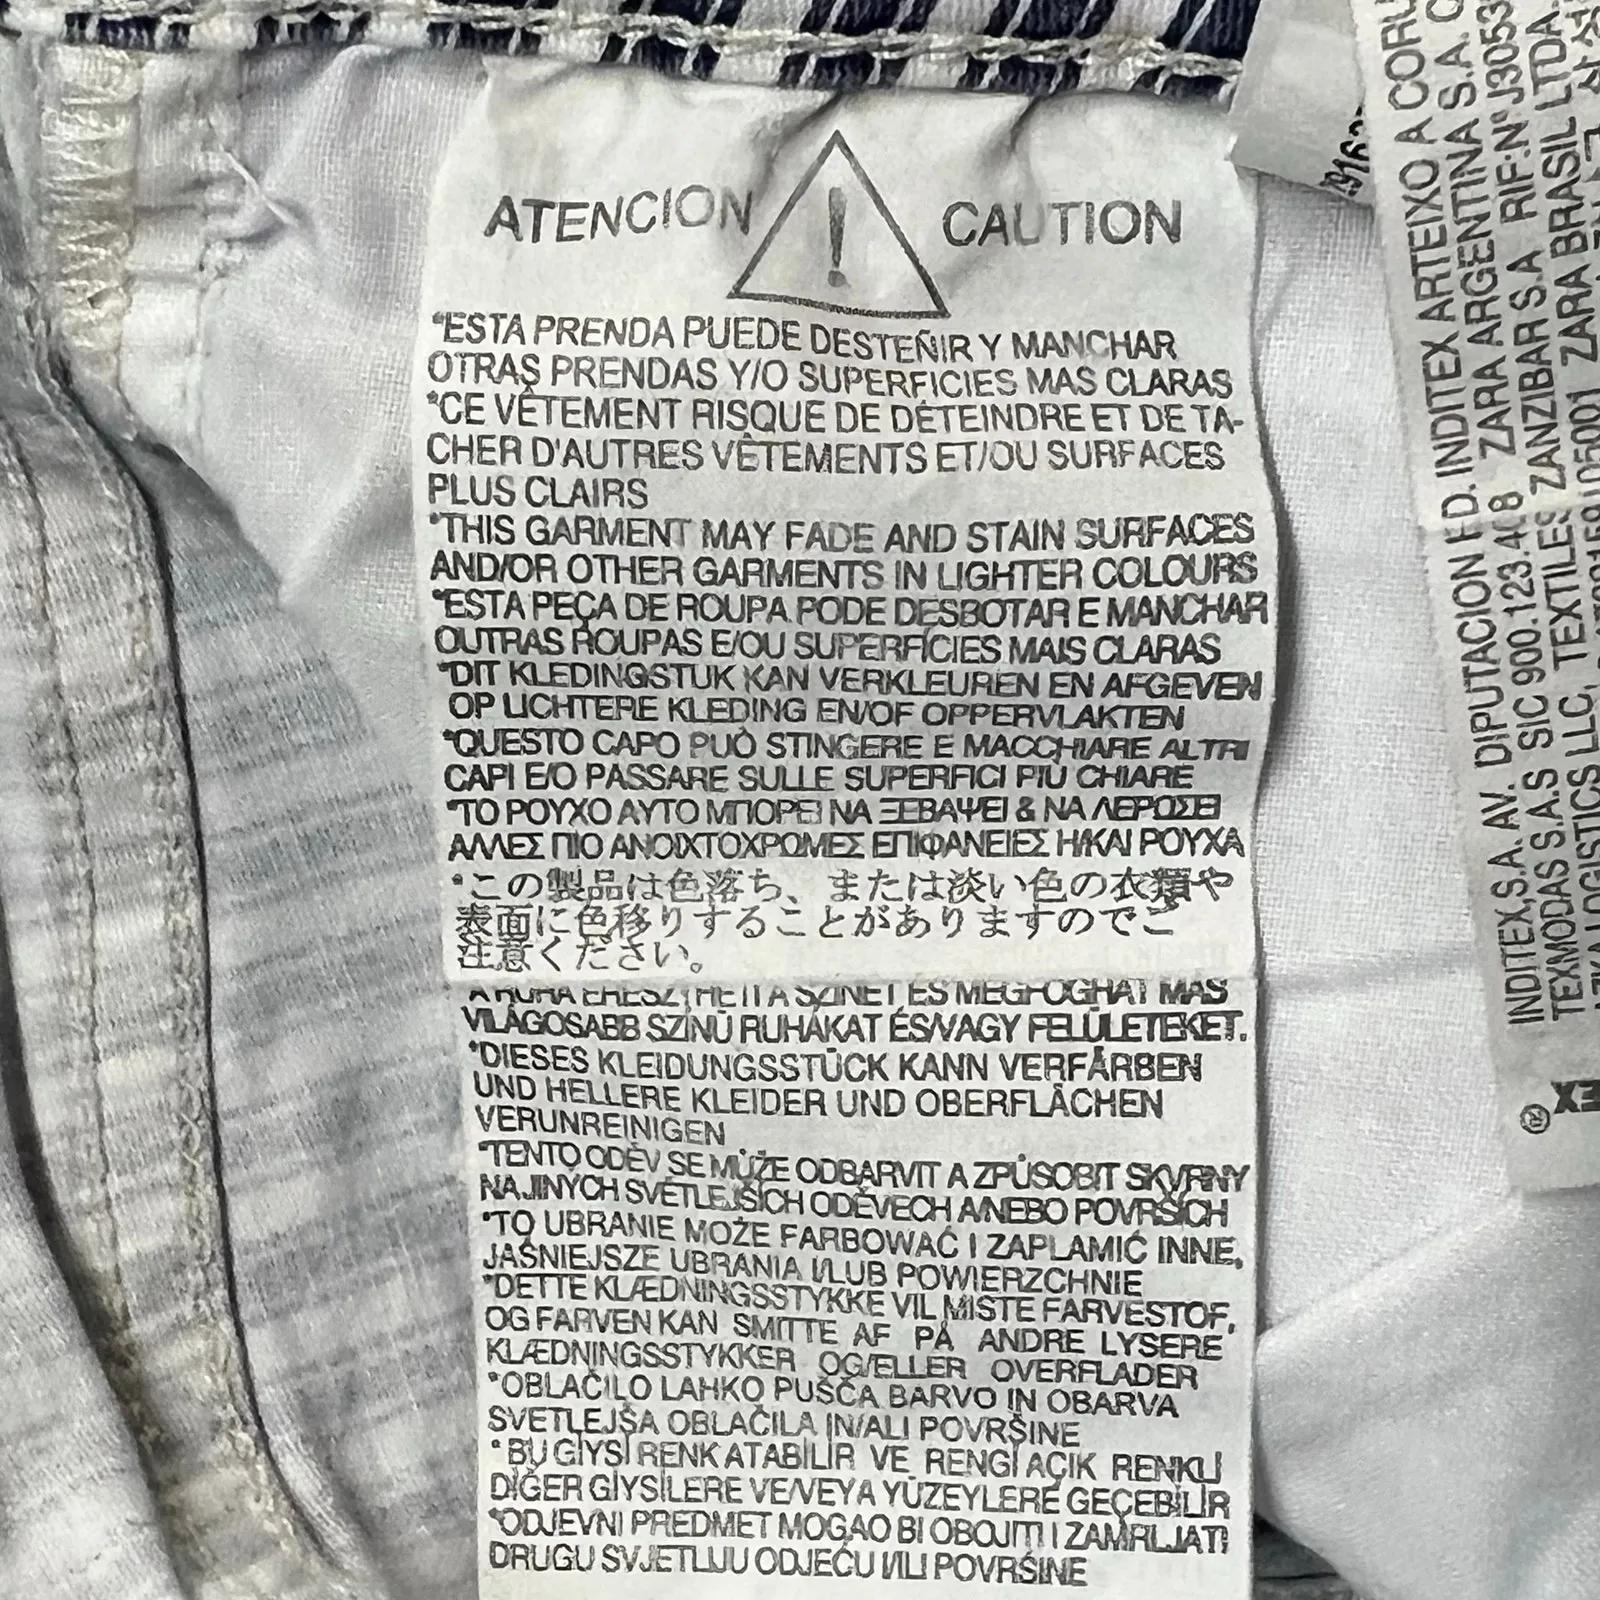 ATENCION ! CAUTION
*ESTA PRENDA PUEDE DESTEÑIR Y MANCHAR
OTRAS PRENDAS Y/O SUPERFICIES MAS CLARAS
*CE VÊTEMENT RISQUE DE DÉTEINDRE ET DE TA-
CHER D'AUTRES VÊTEMENTS ET/OU SURFACES
PLUS CLAIRS
*THIS GARMENT MAY FADE AND STAIN SURFACES
AND/OR OTHER GARMENTS IN LIGHTER COLOURS
*ESTA PEÇA DE ROUPA PODE DESBOTAR E MANCHAR
OUTRAS ROUPAS E/OU SUPERFÍCIES MAIS CLARAS
*DIT KLEDINGSTUK KAN VERKLEUREN EN AFGEVEN
OP LICHTERE KLEDING EN/OF OPPERVLAKTEN
*QUESTO CAPO PUÒ STINGERE E MACCHIARE ALTRI
CAPI E/O PASSARE SULLE SUPERFICI PIÙ CHIARE
*ΤΟ ΡΟΥΧΟ ΑΥΤΟ ΜΠΟΡΕΙ ΝΑ ΞΕΒΑΨΕΙ & ΝΑ ΛΕΡΩΣΕΙ
ΑΛΛΕΣ ΠΙΟ ΑΝΟΙΧΤΟΧΡΩΜΕΣ ΕΠΙΦΑΝΕΙΕΣ Η/ΚΑΙ ΡΟΥΧΑ
*この製品は色落ち、または淡い色の衣類や
表面に色移りすることがありますのでご
注意ください。
A RUHA ERESZTHETI A SZINÉT ÉS MEGFOGHAT MÁS
VILÁGOSABB SZÍNŰ RUHÁKAT ÉS/VAGY FELÜLETEKET.
*DIESES KLEIDUNGSSTÜCK KANN VERFÄRBEN
UND HELLERE KLEIDER UND OBERFLÄCHEN
VERUNREINIGEN
*TENTO ODĚV SE MŮŽE ODBARVIT A ZPŮSOBIT SKVRNY
NA JINÝCH SVĚTLEJŠÍCH ODĚVECH A/NEBO POVRŠÍCH
*TO UBRANIE MOŻE FARBOWAĆ I ZAPLAMIĆ INNE,
JAŚNIEJSZE UBRANIA I/LUB POWIERZCHNIE
*DETTE KLÆDNINGSSTYKKE VIL MISTE FARVESTOF,
OG FARVEN KAN SMITTE AF PÅ ANDRE LYSERE
KLÆDNINGSSTYKKER OG/ELLER OVERFLADER
*OBLAČILO LAHKO PUŠČA BARVO IN OBARVA
SVETLEJŠA OBLAČILA IN/ALI POVRŠINE
*BU GİYSİ RENK ATABİLİR VE RENGİ AÇIK RENKLİ
DİĞER GİYSİLERE VE/VEYA YÜZEYLERE GEÇEBİLİR
*ODJEVNI PREDMET MOGAO BI OBOJITI I ZAMRLJATI
DRUGU SVJETLIJU ODJEĆU I/ILI POVRŠINE
INDITEX,S.A. AV. DIPUTACION ED. INDITEX ARTEIXO A CORU
TEXMODAS S.A.S SIC 900.123.408 ZARA ARGENTINA S.A.
LOGISTICS LLC, TEXTILES ZANZIBAR S.A RIF:Nº J3053
ZARA BRASIL LTDA.
EX®